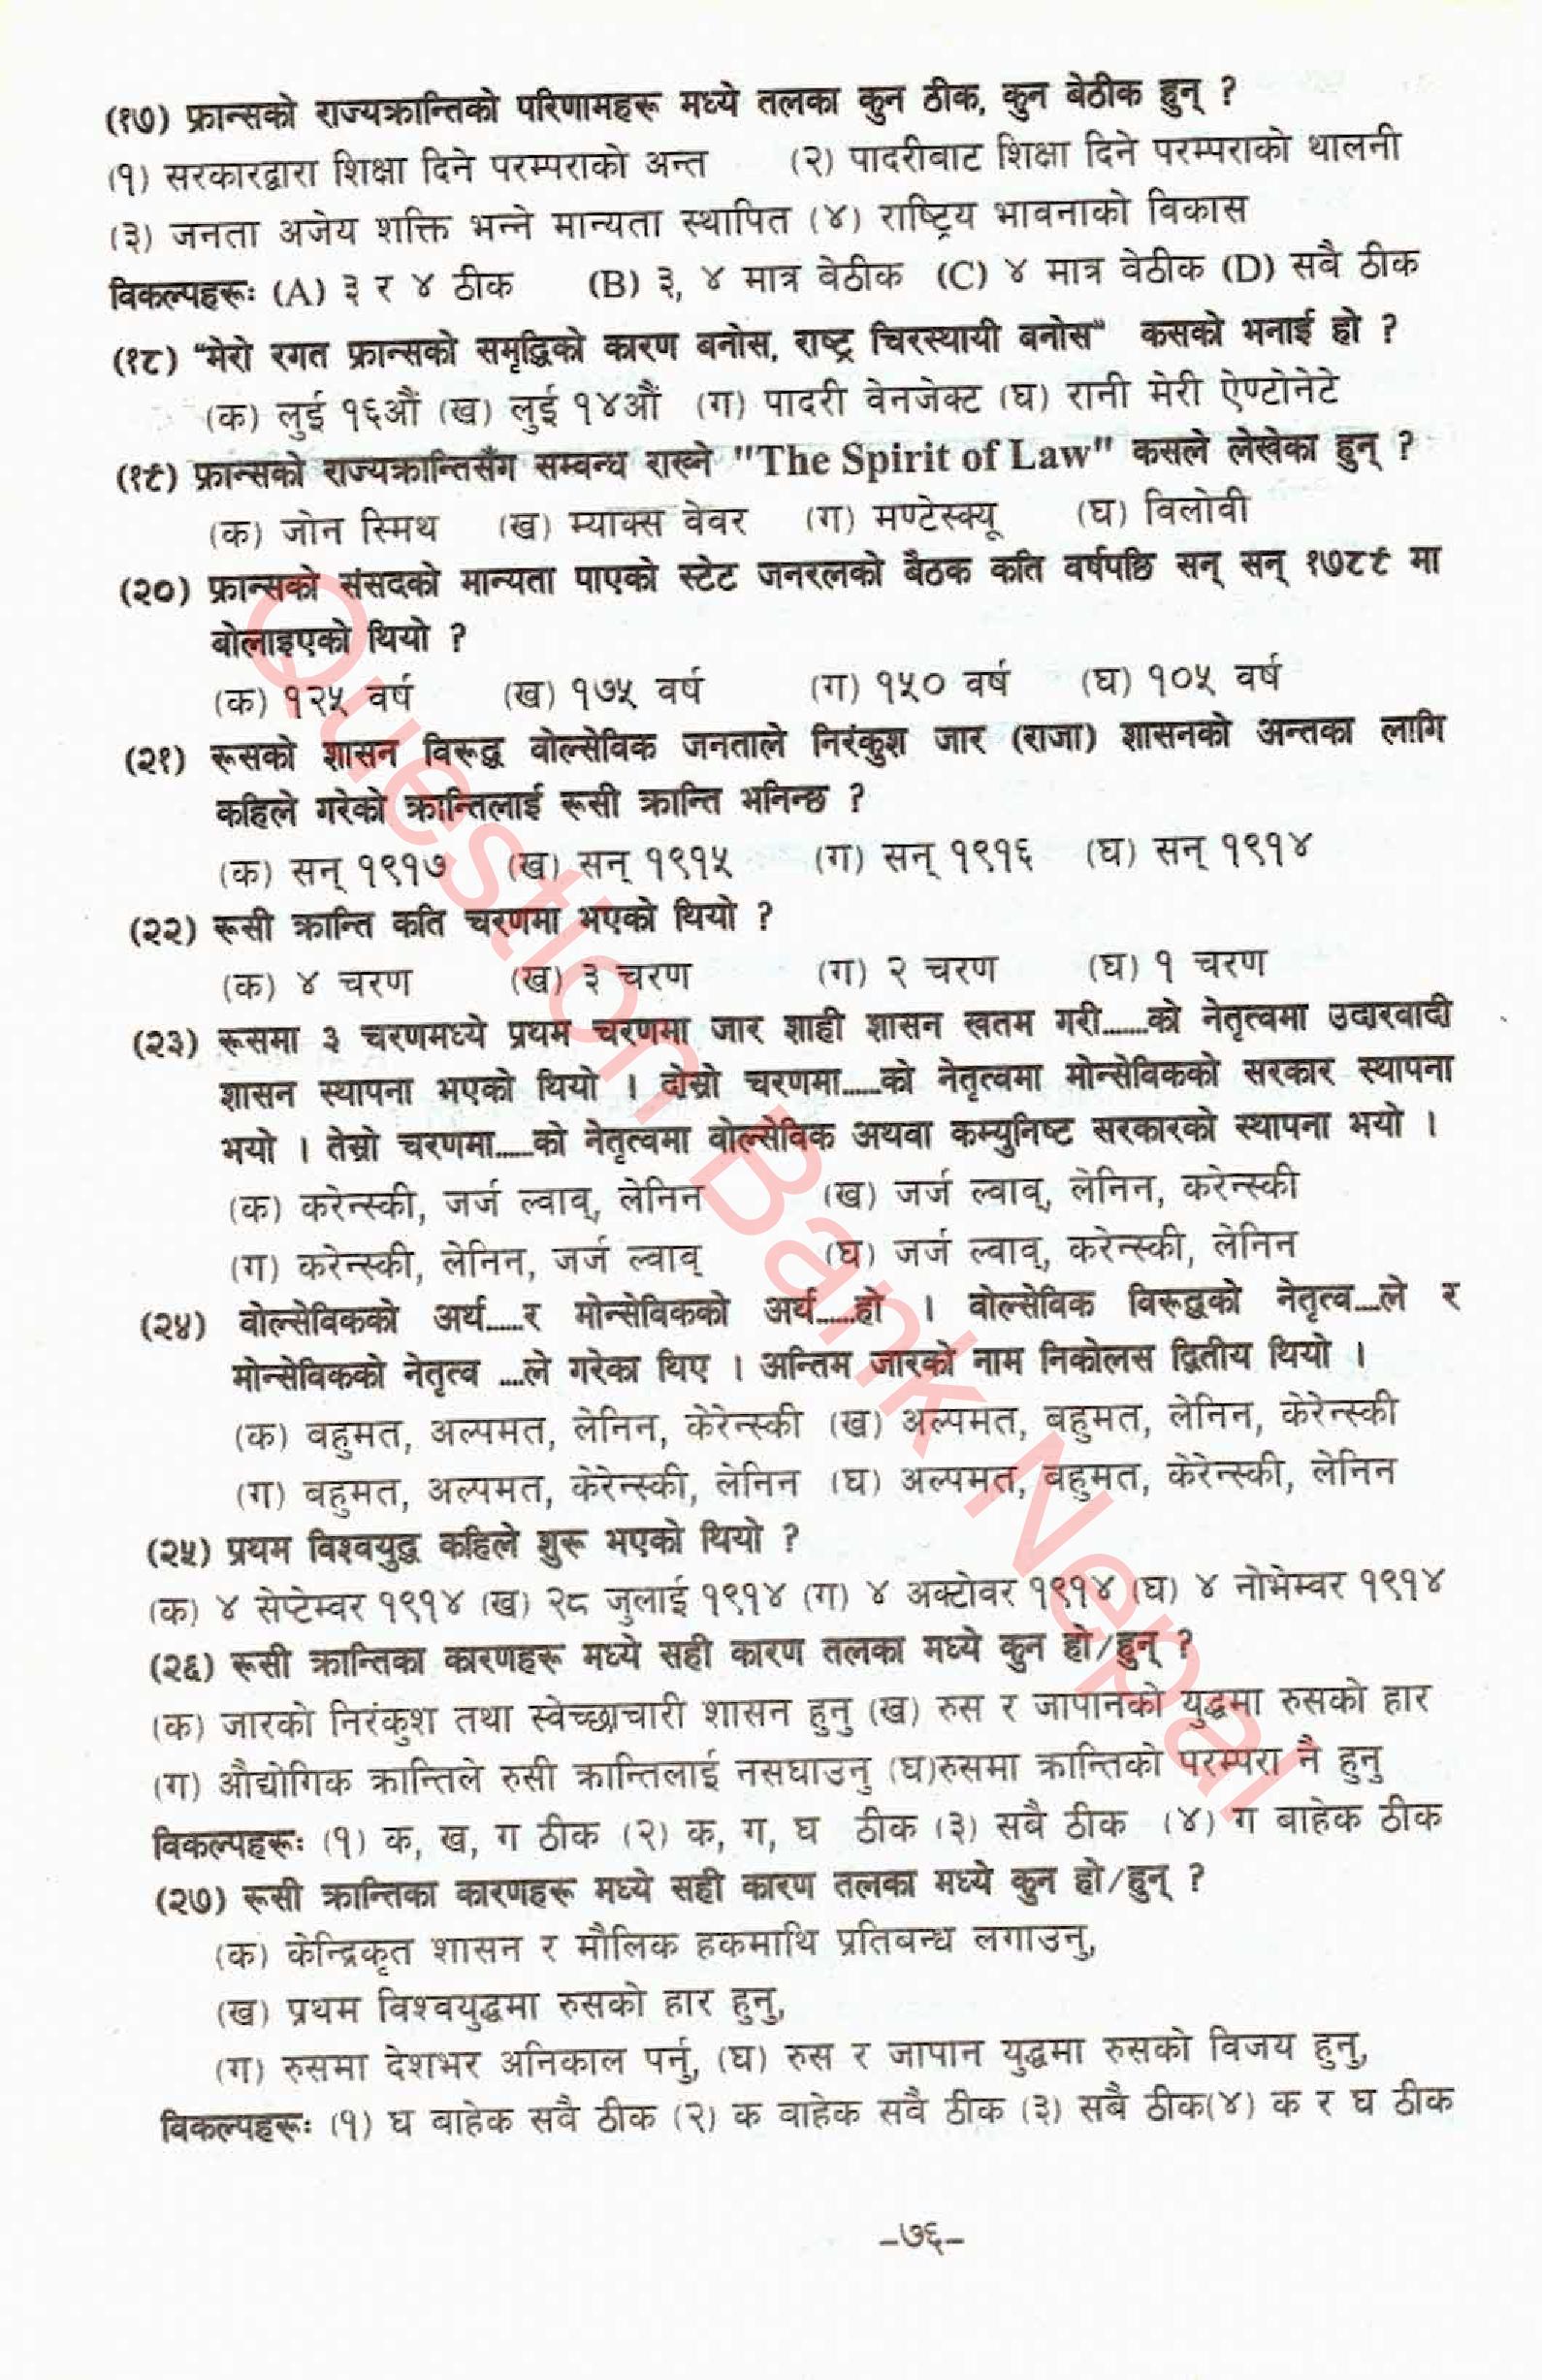 (१७) फ्रान्सको राज्यक्रान्तिको परिणामहरू मध्ये तलका कुन ठीक, कुन बेठीक हुन् ?
(१) सरकारद्वारा शिक्षा दिने परम्पराको अन्त (२) पादरीबाट शिक्षा दिने परम्पराको थालनी
(३) जनता अजेय शक्ति भन्ने मान्यता स्थापित (४) राष्ट्रिय भावनाको विकास
विकल्पहरूः (A) ३ र ४ ठीक (B) ३, ४ मात्र बेठीक (C) ४ मात्र वेठीक (D) सबै ठीक
(१८) "मेरो रगत फ्रान्सको समृद्धिको कारण बनोस, राष्ट्र चिरस्थायी बनोस" कसको भनाई हो ?
(क) लुई १६औं (ख) लुई १४औं (ग) पादरी वेनजेक्ट (घ) रानी मेरी ऐण्टोनेटे
(१९) फ्रान्सको राज्यक्रान्तिसँग सम्वन्ध राख्ने "The Spirit of Law" कसले लेखेका हुन् ?
(क) जोन स्मिथ (ख) म्याक्स वेवर (ग) मण्टेस्क्यू (घ) विलोवी
(२०) फ्रान्सको संसदको मान्यता पाएको स्टेट जनरलको बैठक कति वर्षपछि सन् सन् १७८९ मा
बोलाइएको थियो ?
(क) १२५ वर्ष (ख) १७५ वर्ष (ग) १५० वर्ष (घ) १०५ वर्ष
(२१) रूसको शासन विरूद्ध वोल्सेविक जनताले निरंकुश जार (राजा) शासनको अन्तका लागि
कहिले गरेको क्रान्तिलाई रूसी क्रान्ति भनिन्छ ?
(क) सन् १९१७ (ख) सन् १९१५ (ग) सन् १९१६ (घ) सन् १९१४
(२२) रूसी क्रान्ति कति चरणमा भएको थियो ?
(क) ४ चरण (ख) ३ चरण (ग) २ चरण (घ) १ चरण
(२३) रूसमा ३ चरणमध्ये प्रथम चरणमा जार शाही शासन खतम गरी.......को नेतृत्वमा उदारवादी
शासन स्थापना भएको थियो । दोस्रो चरणमा......को नेतृत्वमा मोन्सेविकको सरकार स्थापना
भयो । तेस्रो चरणमा......को नेतृत्वमा वोल्सेविक अथवा कम्युनिष्ट सरकारको स्थापना भयो ।
(क) करेन्स्की, जर्ज ल्वाव्, लेनिन (ख) जर्ज ल्वाव्, लेनिन, करेन्स्की
(ग) करेन्स्की, लेनिन, जर्ज ल्वाव् (घ) जर्ज ल्वाव्, करेन्स्की, लेनिन
(२४) वोल्सेविकको अर्थ......र मोन्सेविकको अर्थ......हो । वोल्सेविक विरूद्धको नेतृत्व....ले र
मोन्सेविकको नेतृत्व ....ले गरेका थिए । अन्तिम जारको नाम निकोलस द्वितीय थियो ।
(क) बहुमत, अल्पमत, लेनिन, केरेन्स्की (ख) अल्पमत, बहुमत, लेनिन, केरेन्स्की
(ग) बहुमत, अल्पमत, केरेन्स्की, लेनिन (घ) अल्पमत, बहुमत, केरेन्स्की, लेनिन
(२५) प्रथम विश्वयुद्ध कहिले शुरू भएको थियो ?
(क) ४ सेप्टेम्वर १९१४ (ख) २८ जुलाई १९१४ (ग) ४ अक्टोवर १९१४ (घ) ४ नोभेम्वर १९१४
(२६) रूसी क्रान्तिका कारणहरू मध्ये सही कारण तलका मध्ये कुन हो/हुन् ?
(क) जारको निरंकुश तथा स्वेच्छाचारी शासन हुनु (ख) रुस र जापानको युद्धमा रुसको हार
(ग) औद्योगिक क्रान्तिले रुसी क्रान्तिलाई नसघाउनु (घ)रुसमा क्रान्तिको परम्परा नै हुनु
विकल्पहरूः (१) क, ख, ग ठीक (२) क, ग, घ ठीक (३) सबै ठीक (४) ग बाहेक ठीक
(२७) रूसी क्रान्तिका कारणहरू मध्ये सही कारण तलका मध्ये कुन हो/हुन् ?
(क) केन्द्रिकृत शासन र मौलिक हकमाथि प्रतिबन्ध लगाउनु,
(ख) प्रथम विश्वयुद्धमा रुसको हार हुनु,
(ग) रुसमा देशभर अनिकाल पर्नु, (घ) रुस र जापान युद्धमा रुसको विजय हुनु,
विकल्पहरूः (१) घ बाहेक सवै ठीक (२) क वाहेक सवै ठीक (३) सबै ठीक(४) क र घ ठीक
-७६-
Question Bank Nepal